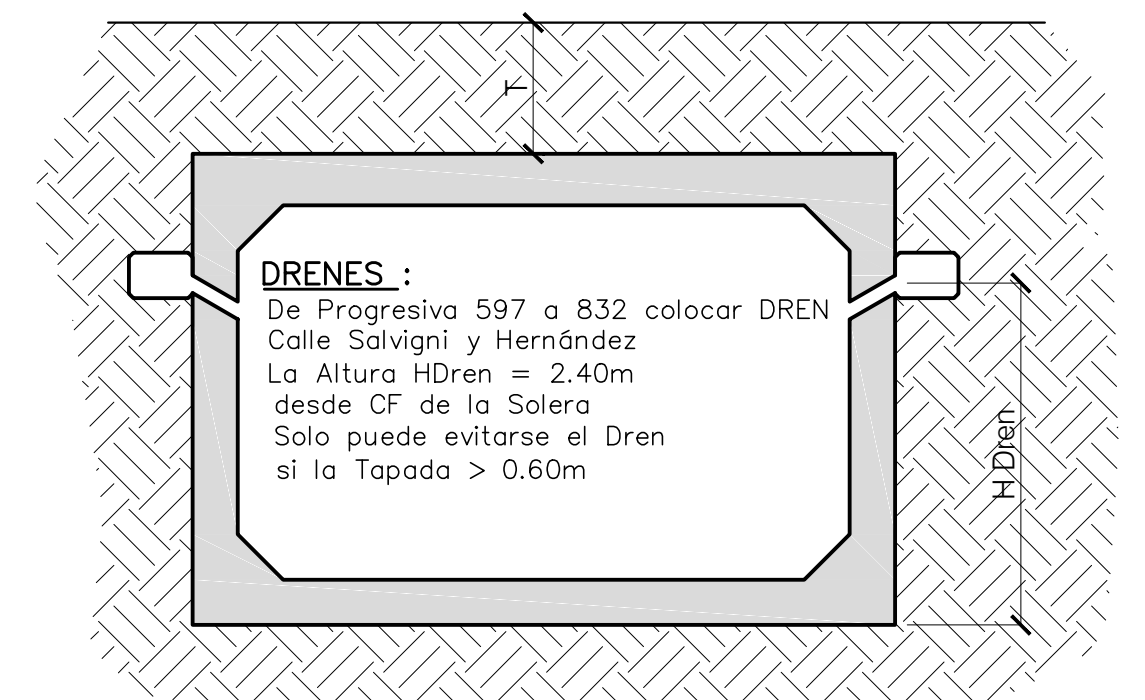 T
DRENES :
De Progresiva 597 a 832 colocar DREN
Calle Salvigni y Hernández
La Altura HDren = 2.40m
desde CF de la Solera
Solo puede evitarse el Dren
si la Tapada > 0.60m
H Dren